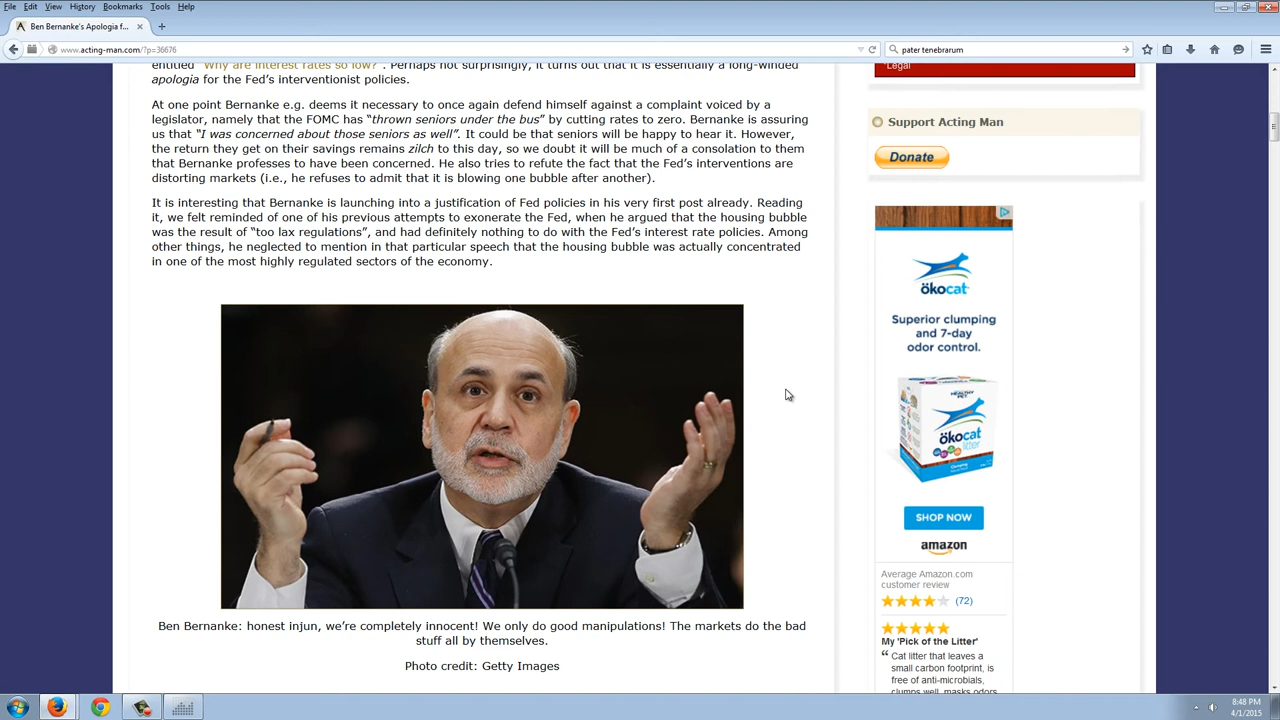 File Edit View History Bookmarks Tools Help
Ben Bernanke's Apologia f...
www.acting-man.com/?p=36676
pater tenebrarum
entitled "Why are interest rates so low?". Perhaps not surprisingly, it turns out that it is essentially a long-winded
apologia for the Fed's interventionist policies.
At one point Bernanke e.g. deems it necessary to once again defend himself against a complaint voiced by a
legislator, namely that the FOMC has “thrown seniors under the bus” by cutting rates to zero. Bernanke is assuring
us that “I was concerned about those seniors as well”. It could be that seniors will be happy to hear it. However,
the return they get on their savings remains zilch to this day, so we doubt it will be much of a consolation to them
that Bernanke professes to have been concerned. He also tries to refute the fact that the Fed’s interventions are
distorting markets (i.e., he refuses to admit that it is blowing one bubble after another).
It is interesting that Bernanke is launching into a justification of Fed policies in his very first post already. Reading
it, we felt reminded of one of his previous attempts to exonerate the Fed, when he argued that the housing bubble
was the result of “too lax regulations”, and had definitely nothing to do with the Fed’s interest rate policies. Among
other things, he neglected to mention in that particular speech that the housing bubble was actually concentrated
in one of the most highly regulated sectors of the economy.
Ben Bernanke: honest injun, we’re completely innocent! We only do good manipulations! The markets do the bad
stuff all by themselves.
Photo credit: Getty Images
*Legal
Support Acting Man
Donate
ökocat
Superior clumping
and 7-day
odor control.
HEALTHY
PET
ökocat
litter
Clumping
SHOP NOW
amazon
Average Amazon.com
customer review
(72)
My 'Pick of the Litter'
“ Cat litter that leaves a
small carbon footprint, is
free of anti-microbials,
clumps well, masks odors
8:48 PM
4/1/2015